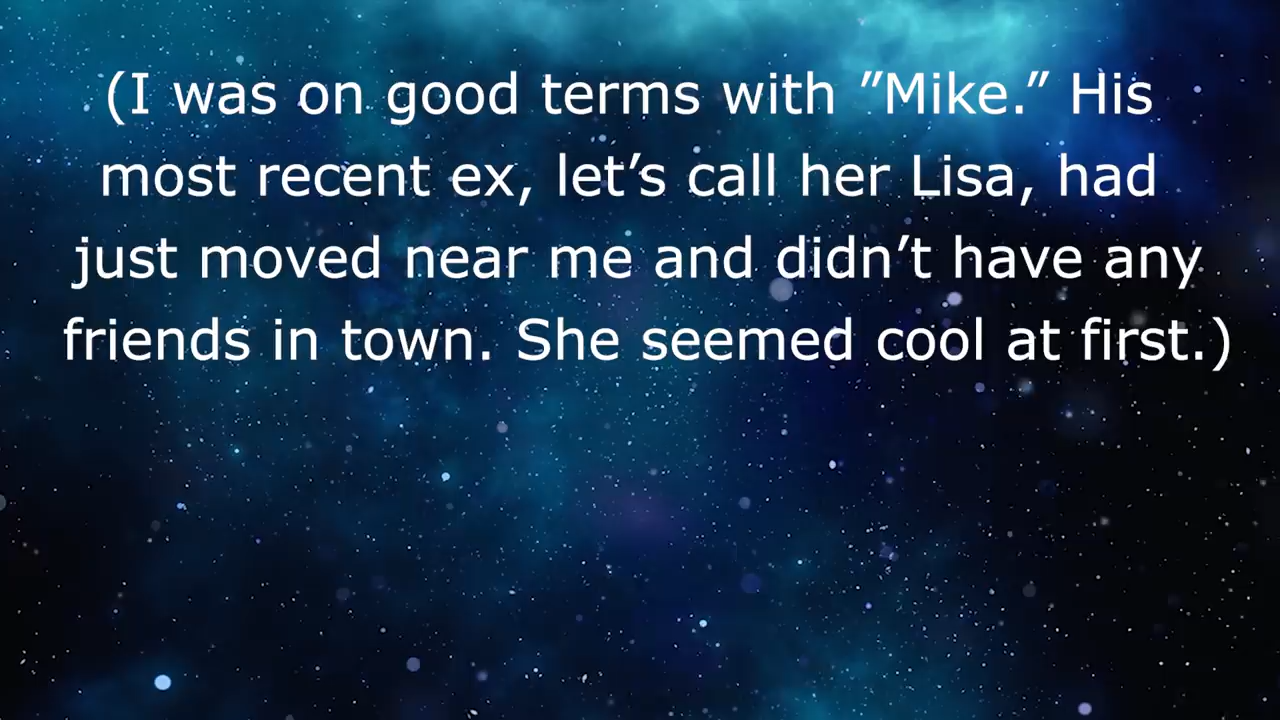 (I was on good terms with ”Mike.” His
most recent ex, let’s call her Lisa, had
just moved near me and didn’t have any
friends in town. She seemed cool at first.)